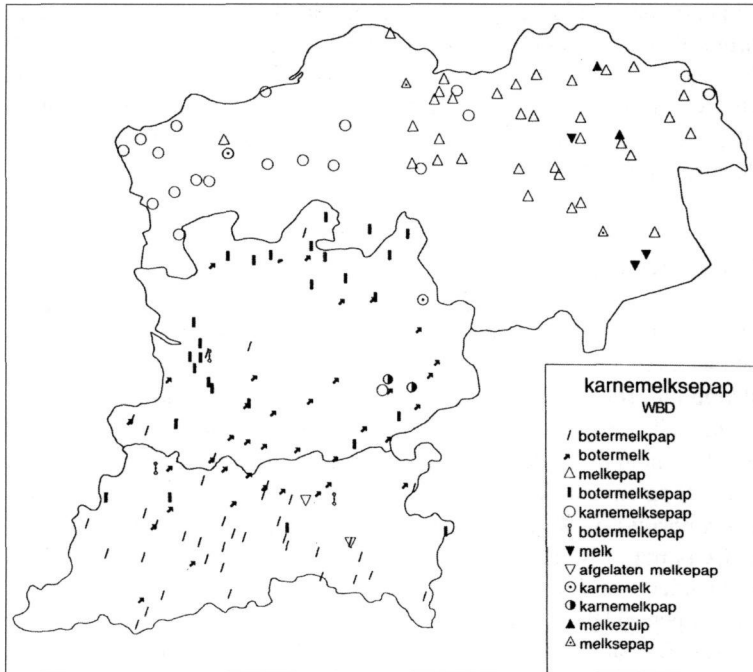 karnemelksepap
WBD
botermelkpap
botermelk
melkepap
botermelksepap
karnemelksepap
botermelkepap
melk
afgelaten melkepap
karnemelk
karnemelkpap
melkezuip
melksepap